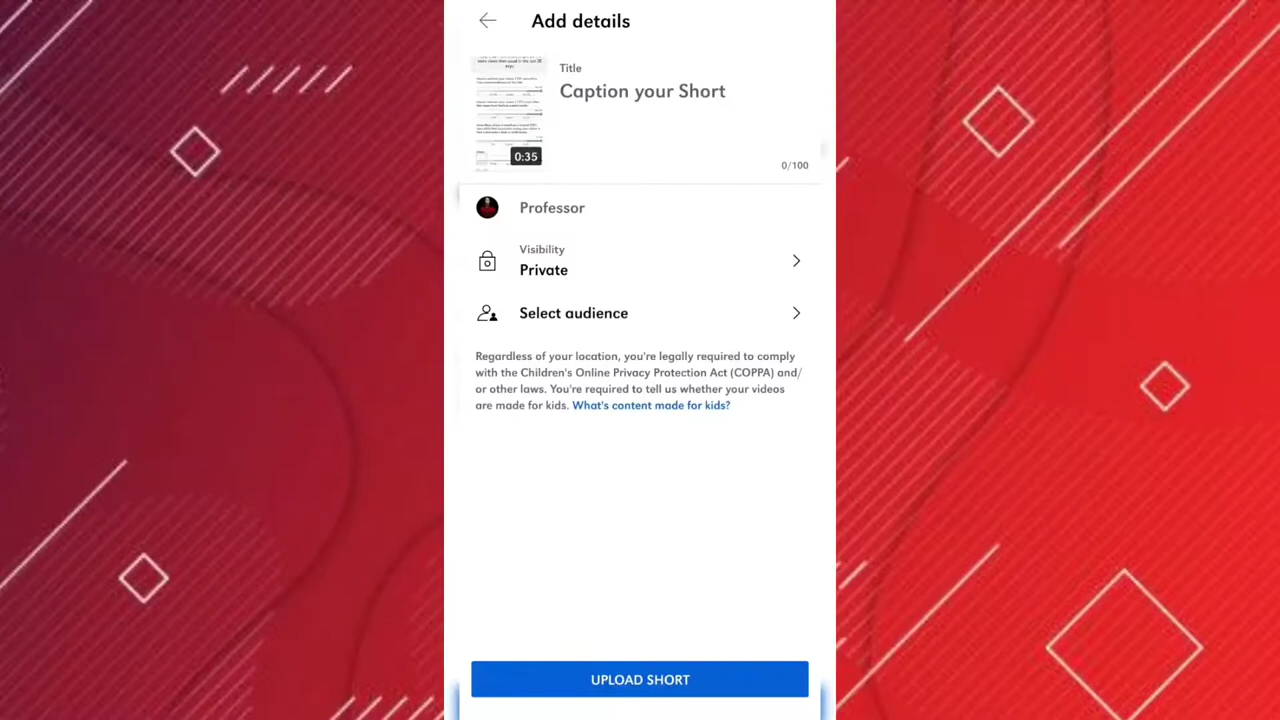 Add details
Title
Caption your Short
0:35
0/100
Professor
Visibility
Private
Select audience
Regardless of your location, you're legally required to comply
with the Children's Online Privacy Protection Act (COPPA) and/
or other laws. You're required to tell us whether your videos
are made for kids. What's content made for kids?
UPLOAD SHORT